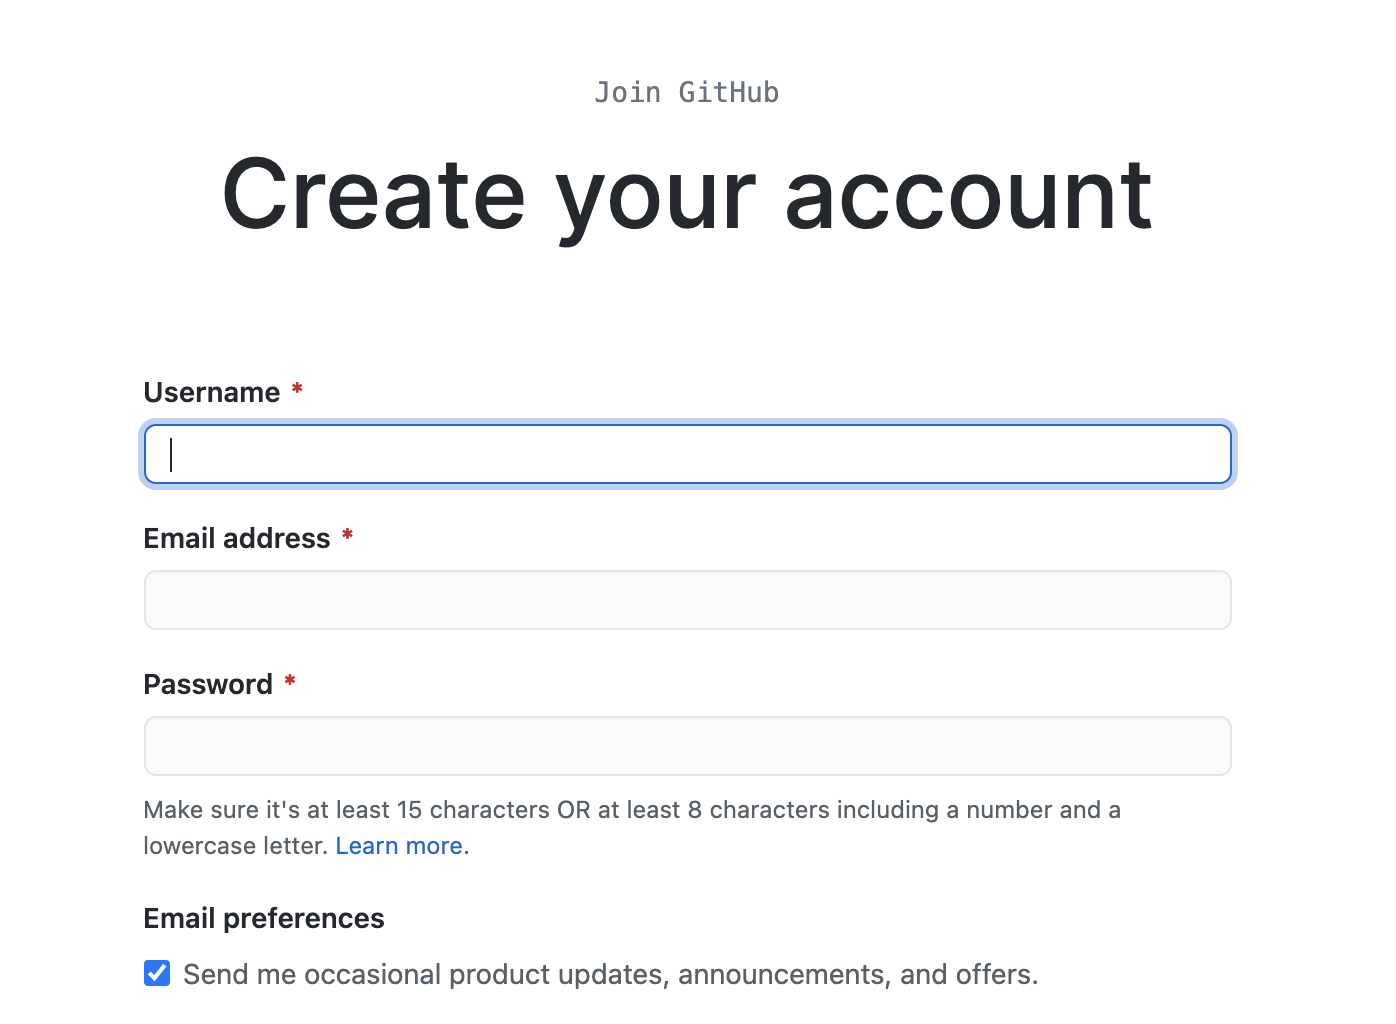 Join GitHub
Create your account
Username *
Email address *
Password *
Make sure it's at least 15 characters OR at least 8 characters including a number and a
lowercase letter. Learn more.
Email preferences
Send me occasional product updates, announcements, and offers.